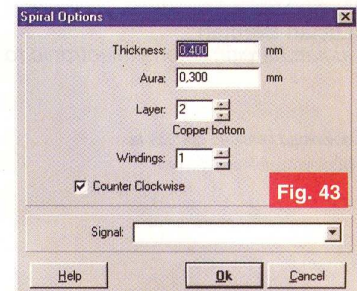 Spiral Options
Thickness: 0,400 mm
Aura: 0,300 mm
Layer: 2
Copper bottom
Windings: 1
Counter Clockwise
Fig. 43
Signal:
Help Ok Cancel